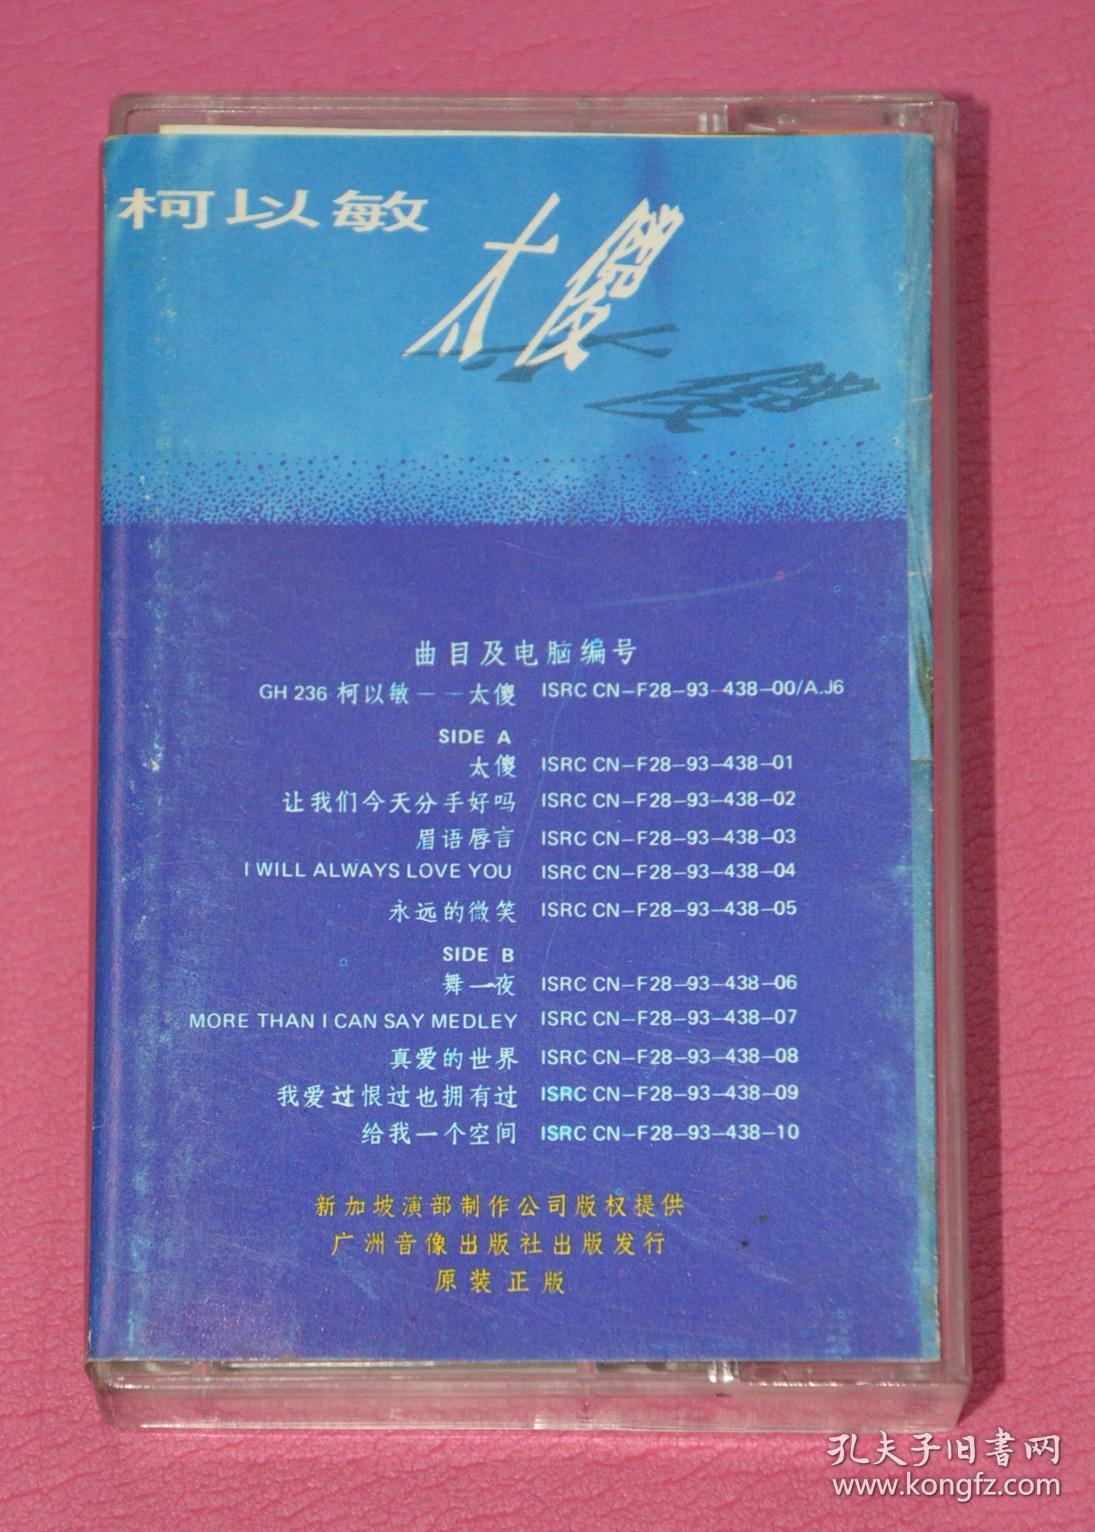 柯以敏 太傻
曲目及电脑编号
GH 236 柯以敏——太傻 ISRC CN-F28-93-438-00/A.J6
SIDE A
太傻 ISRC CN-F28-93-438-01
让我们今天分手好吗 ISRC CN-F28-93-438-02
眉语唇言 ISRC CN-F28-93-438-03
I WILL ALWAYS LOVE YOU ISRC CN-F28-93-438-04
永远的微笑 ISRC CN-F28-93-438-05
SIDE B
舞一夜 ISRC CN-F28-93-438-06
MORE THAN I CAN SAY MEDLEY ISRC CN-F28-93-438-07
真爱的世界 ISRC CN-F28-93-438-08
我爱过恨过也拥有过 ISRC CN-F28-93-438-09
给我一个空间 ISRC CN-F28-93-438-10
新加坡演部制作公司版权提供
广洲音像出版社出版发行
原装正版
孔夫子旧書网
www.kongfz.com